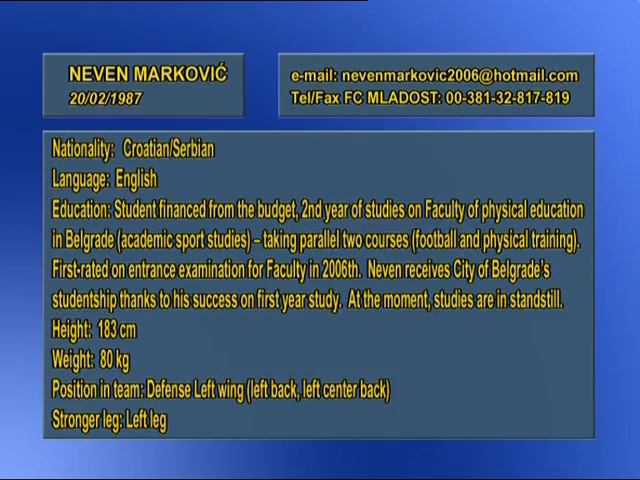 NEVEN MARKOVIĆ
20/02/1987
e-mail: nevenmarkovic2006@hotmail.com
Tel/Fax FC MLADOST: 00-381-32-817-819
Nationality: Croatian/Serbian
Language: English
Education: Student financed from the budget, 2nd year of studies on Faculty of physical education
in Belgrade (academic sport studies) – taking parallel two courses (football and physical training).
First-rated on entrance examination for Faculty in 2006th. Neven receives City of Belgrade's
studentship thanks to his success on first year study. At the moment, studies are in standstill.
Height: 183 cm
Weight: 80 kg
Position in team: Defense Left wing (left back, left center back)
Stronger leg: Left leg